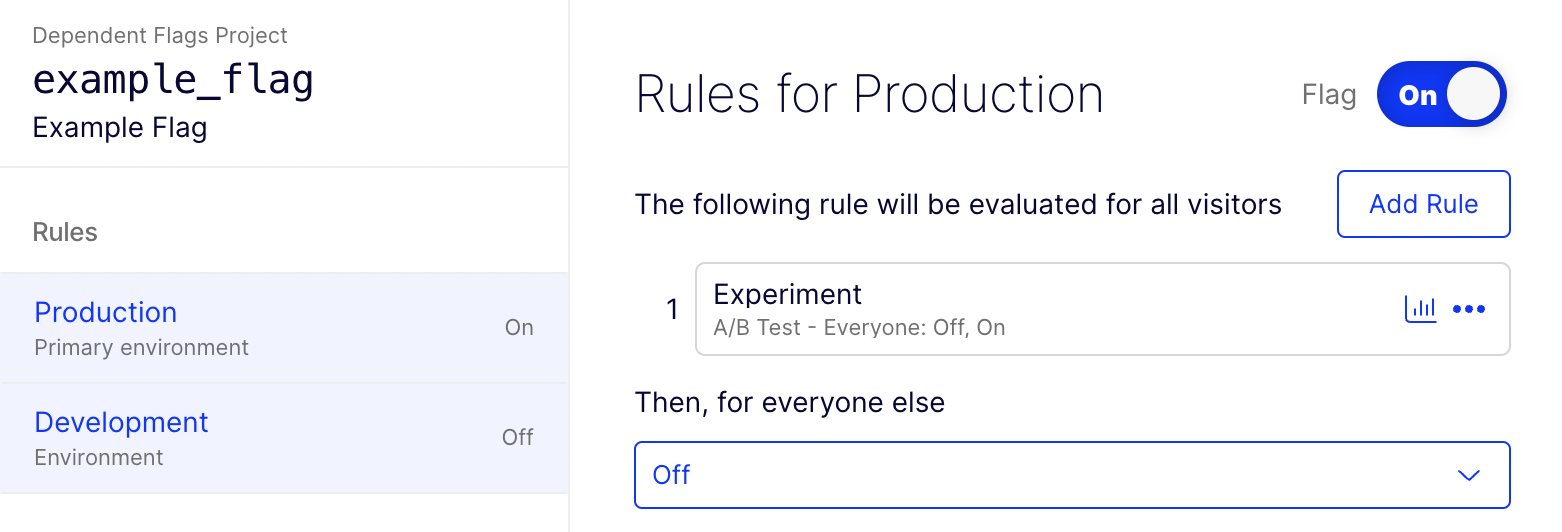 Dependent Flags Project
example_flag
Example Flag
Rules
Production
Primary environment
On
Development
Environment
Off
Rules for Production
Flag
On
The following rule will be evaluated for all visitors
Add Rule
1
Experiment
A/B Test - Everyone: Off, On
Then, for everyone else
Off